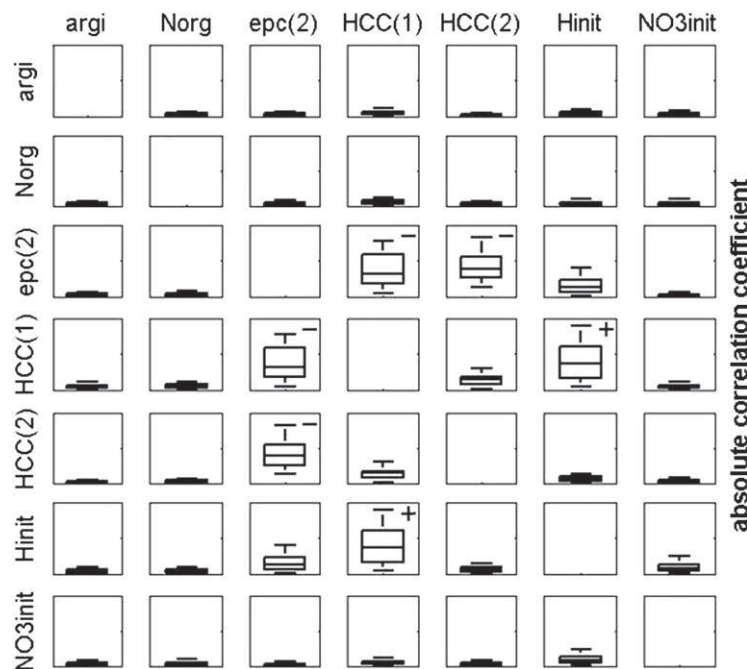 argi Norg epc(2) HCC(1) HCC(2) Hinit NO3init
argi
Norg
epc(2)
− −
HCC(1)
− +
HCC(2)
−
Hinit
+
NO3init
absolute correlation coefficient